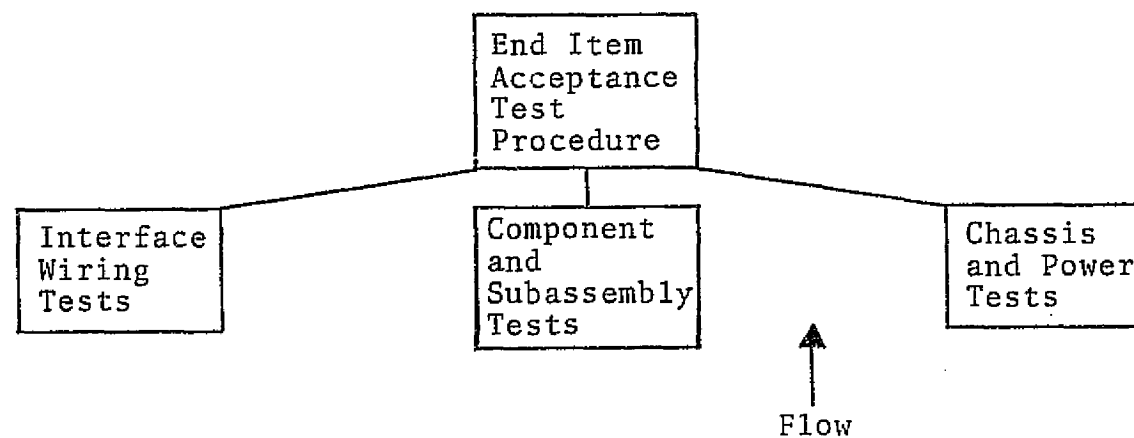 End Item
Acceptance
Test
Procedure
Interface
Wiring
Tests
Component
and
Subassembly
Tests
Chassis
and Power
Tests
Flow